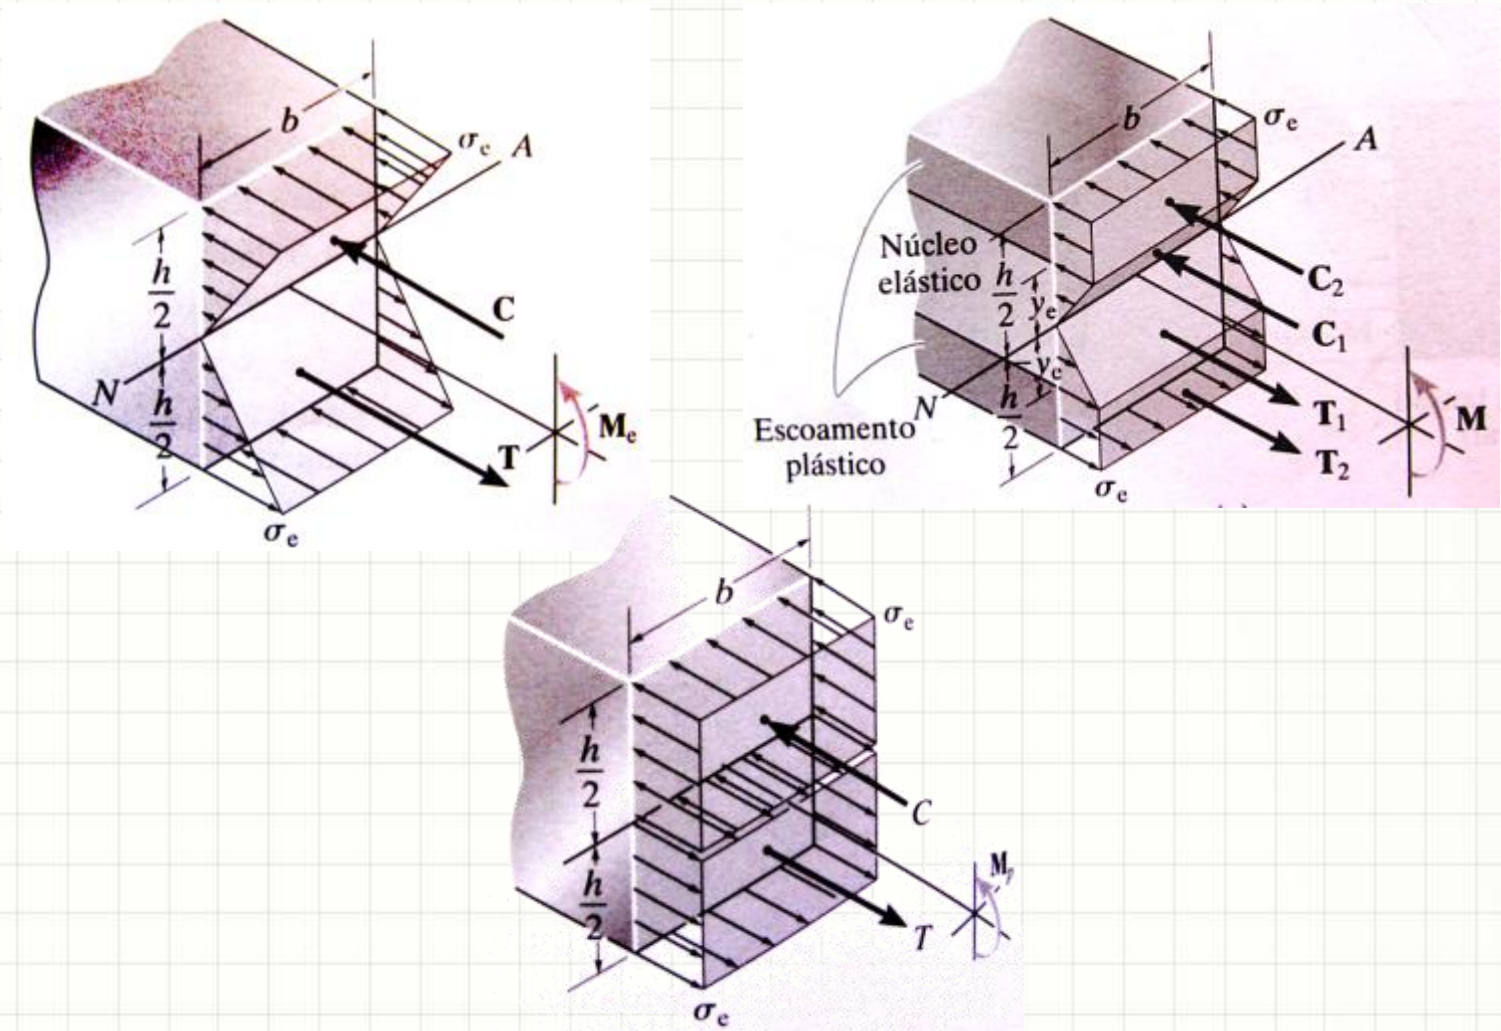 b
σe
A
h/2
C
N
h/2
T
Me
σe
b
σe
A
Núcleo
elástico
h/2
ye
C2
C1
ye
N
h/2
Escoamento
plástico
T1
T2
M
σe
b
σe
h/2
C
h/2
T
Mp
σe